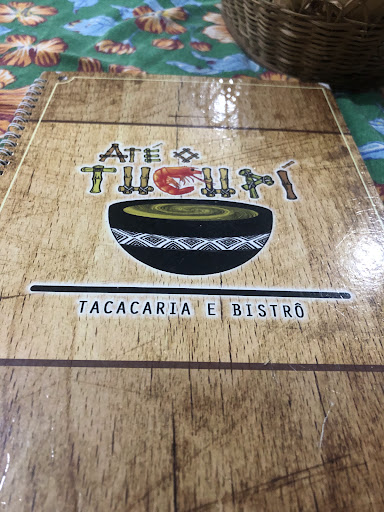 ATÉ O
TUCUPÍ
TACACARIA E BISTRÔ